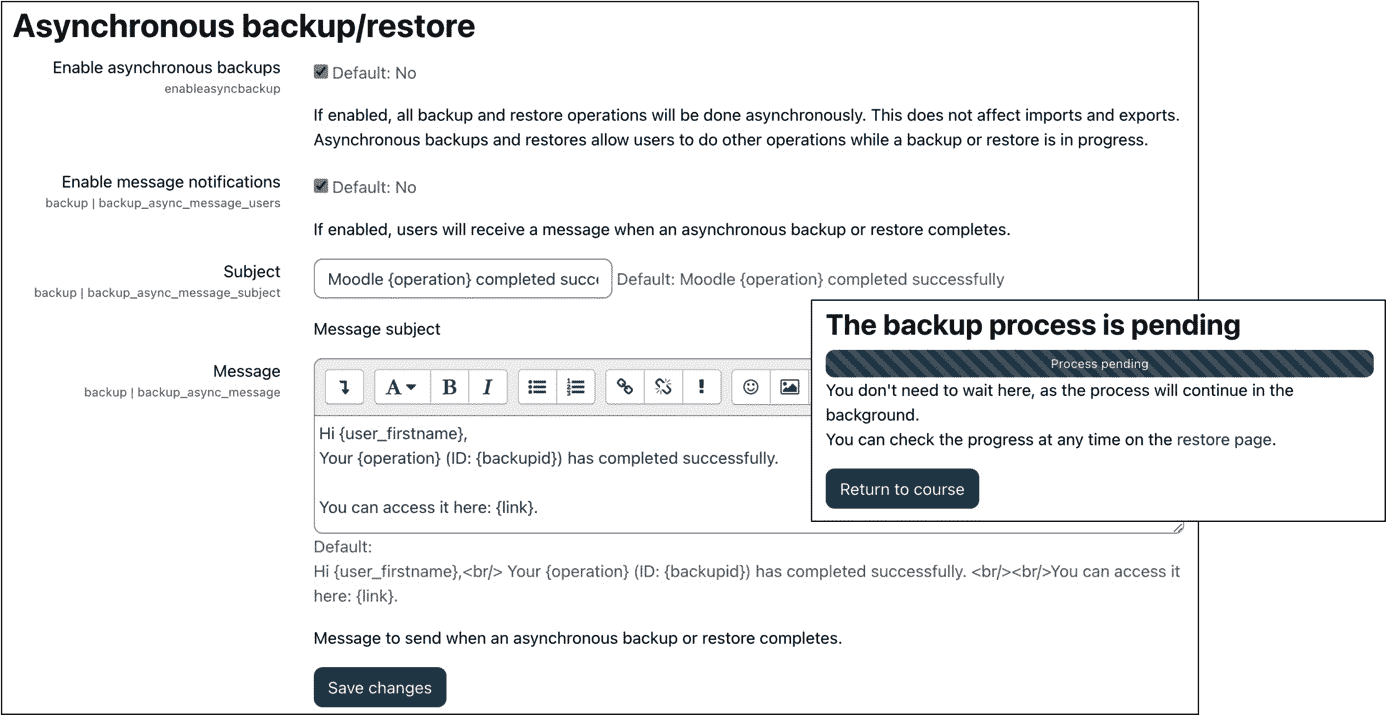 Asynchronous backup/restore
Enable asynchronous backups
enableasyncbackup
Default: No
If enabled, all backup and restore operations will be done asynchronously. This does not affect imports and exports.
Asynchronous backups and restores allow users to do other operations while a backup or restore is in progress.
Enable message notifications
backup | backup_async_message_users
Default: No
If enabled, users will receive a message when an asynchronous backup or restore completes.
Subject
backup | backup_async_message_subject
Moodle {operation} completed succe
Default: Moodle {operation} completed successfully
Message subject
Message
backup | backup_async_message
A B I
Hi {user_firstname},
Your {operation} (ID: {backupid}) has completed successfully.
You can access it here: {link}.
Default:
Hi {user_firstname},<br/> Your {operation} (ID: {backupid}) has completed successfully. <br/><br/>You can access it
here: {link}.
Message to send when an asynchronous backup or restore completes.
Save changes
The backup process is pending
Process pending
You don't need to wait here, as the process will continue in the
background.
You can check the progress at any time on the restore page.
Return to course